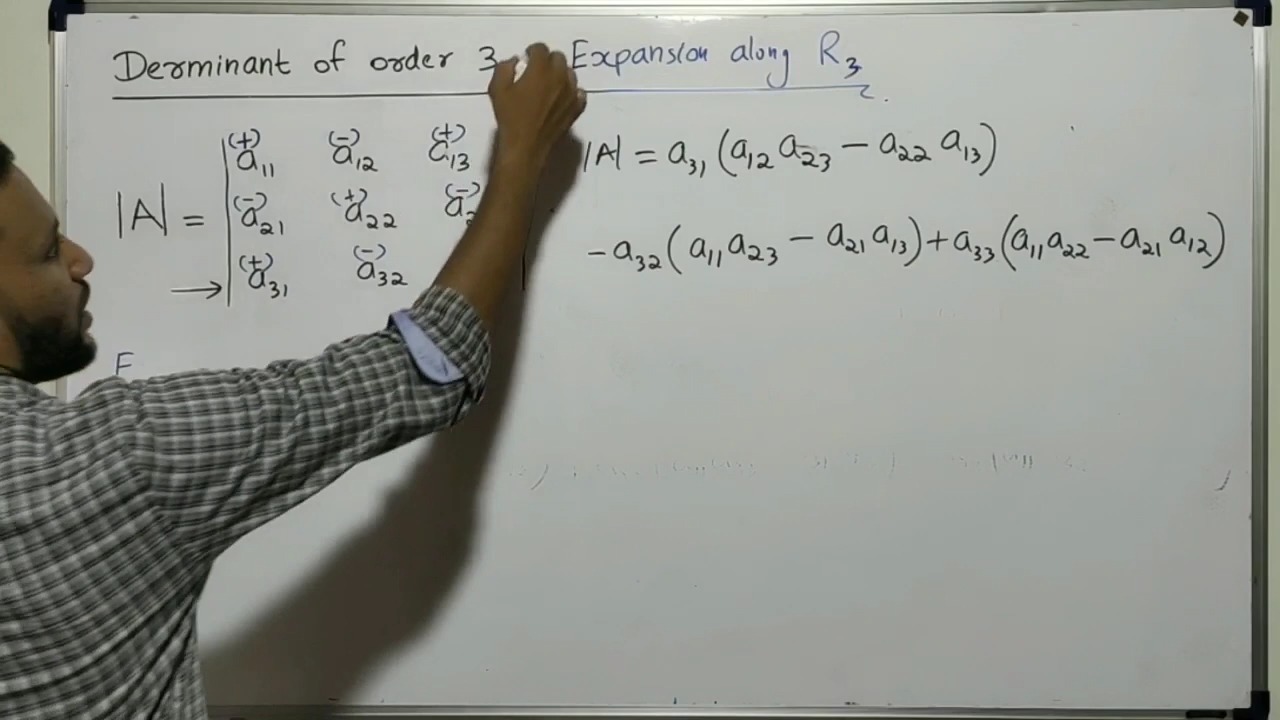 Derminant of order 3 Expansion along R₃
(+) (-) (+)
a₁₁ a₁₂ a₁₃
(-) (+) (-)
|A| = a₂₁ a₂₂
(+) (-)
→ a₃₁ a₃₂
E
|A| = a₃₁ (a₁₂ a₂₃ - a₂₂ a₁₃)
- a₃₂ (a₁₁ a₂₃ - a₂₁ a₁₃) + a₃₃ (a₁₁ a₂₂ - a₂₁ a₁₂)